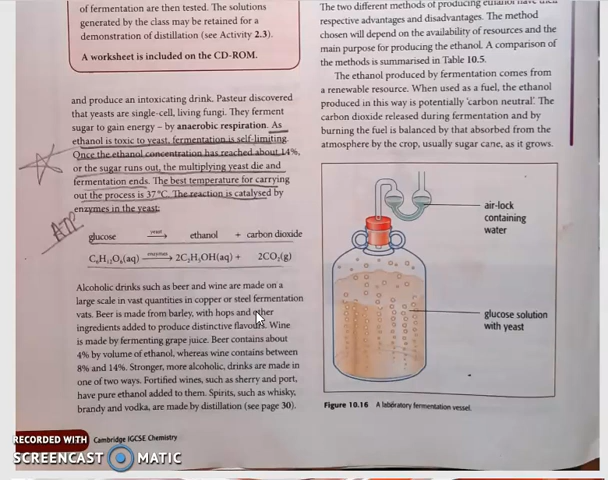 of fermentation are then tested. The solutions
generated by the class may be retained for a
demonstration of distillation (see Activity 2.3).
A worksheet is included on the CD-ROM.
and produce an intoxicating drink. Pasteur discovered
that yeasts are single-cell, living fungi. They ferment
sugar to gain energy – by anaerobic respiration. As
ethanol is toxic to yeast, fermentation is self-limiting.
Once the ethanol concentration has reached about 14%,
or the sugar runs out, the multiplying yeast die and
fermentation ends. The best temperature for carrying
out the process is 37 °C. The reaction is catalysed by
enzymes in the yeast:
glucose yeast → ethanol + carbon dioxide
C₆H₁₂O₆(aq) enzymes → 2C₂H₅OH(aq) + 2CO₂(g)
Alcoholic drinks such as beer and wine are made on a
large scale in vast quantities in copper or steel fermentation
vats. Beer is made from barley, with hops and other
ingredients added to produce distinctive flavours. Wine
is made by fermenting grape juice. Beer contains about
4% by volume of ethanol, whereas wine contains between
8% and 14%. Stronger, more alcoholic, drinks are made in
one of two ways. Fortified wines, such as sherry and port,
have pure ethanol added to them. Spirits, such as whisky,
brandy and vodka, are made by distillation (see page 30).
The two different methods of producing ethanol have their
respective advantages and disadvantages. The method
chosen will depend on the availability of resources and the
main purpose for producing the ethanol. A comparison of
the methods is summarised in Table 10.5.
The ethanol produced by fermentation comes from
a renewable resource. When used as a fuel, the ethanol
produced in this way is potentially 'carbon neutral'. The
carbon dioxide released during fermentation and by
burning the fuel is balanced by that absorbed from the
atmosphere by the crop, usually sugar cane, as it grows.
air-lock
containing
water
glucose solution
with yeast
Figure 10.16 A laboratory fermentation vessel.
Cambridge IGCSE Chemistry
RECORDED WITH
SCREENCAST MATIC